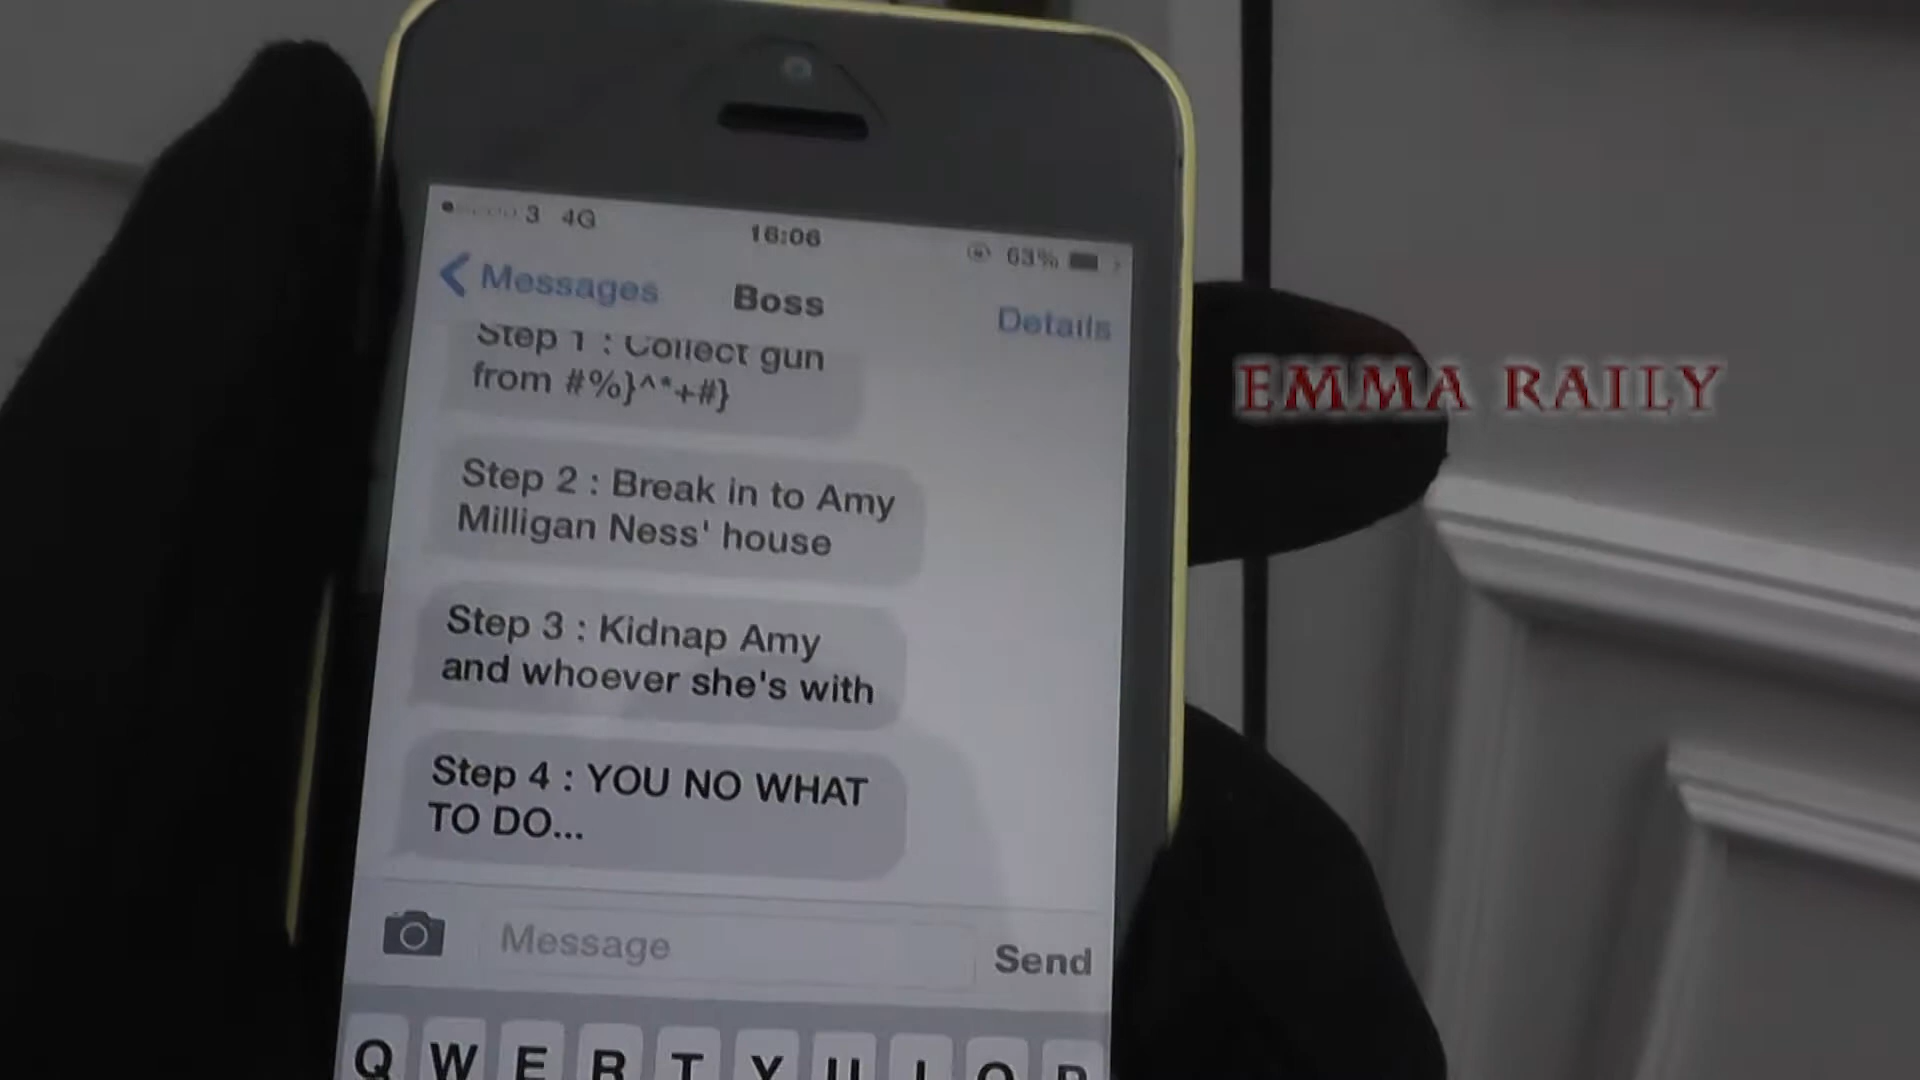 3 4G 16:06 63%
Messages Boss Details
Step 1 : Collect gun
from #%}^*+#}
Step 2 : Break in to Amy
Milligan Ness' house
Step 3 : Kidnap Amy
and whoever she's with
Step 4 : YOU NO WHAT
TO DO...
Message Send
Q W E R T Y U I O P
EMMA RAILY